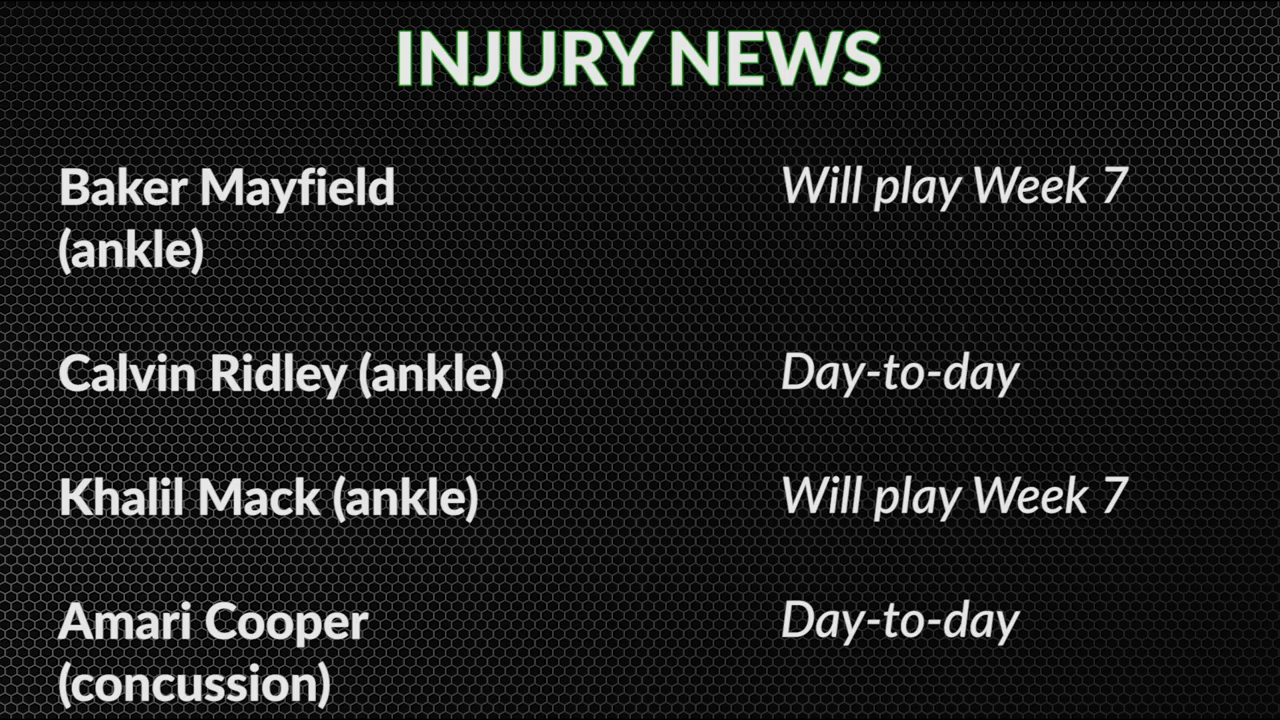 INJURY NEWS
Baker Mayfield
(ankle)
Will play Week 7
Calvin Ridley (ankle)
Day-to-day
Khalil Mack (ankle)
Will play Week 7
Amari Cooper
(concussion)
Day-to-day